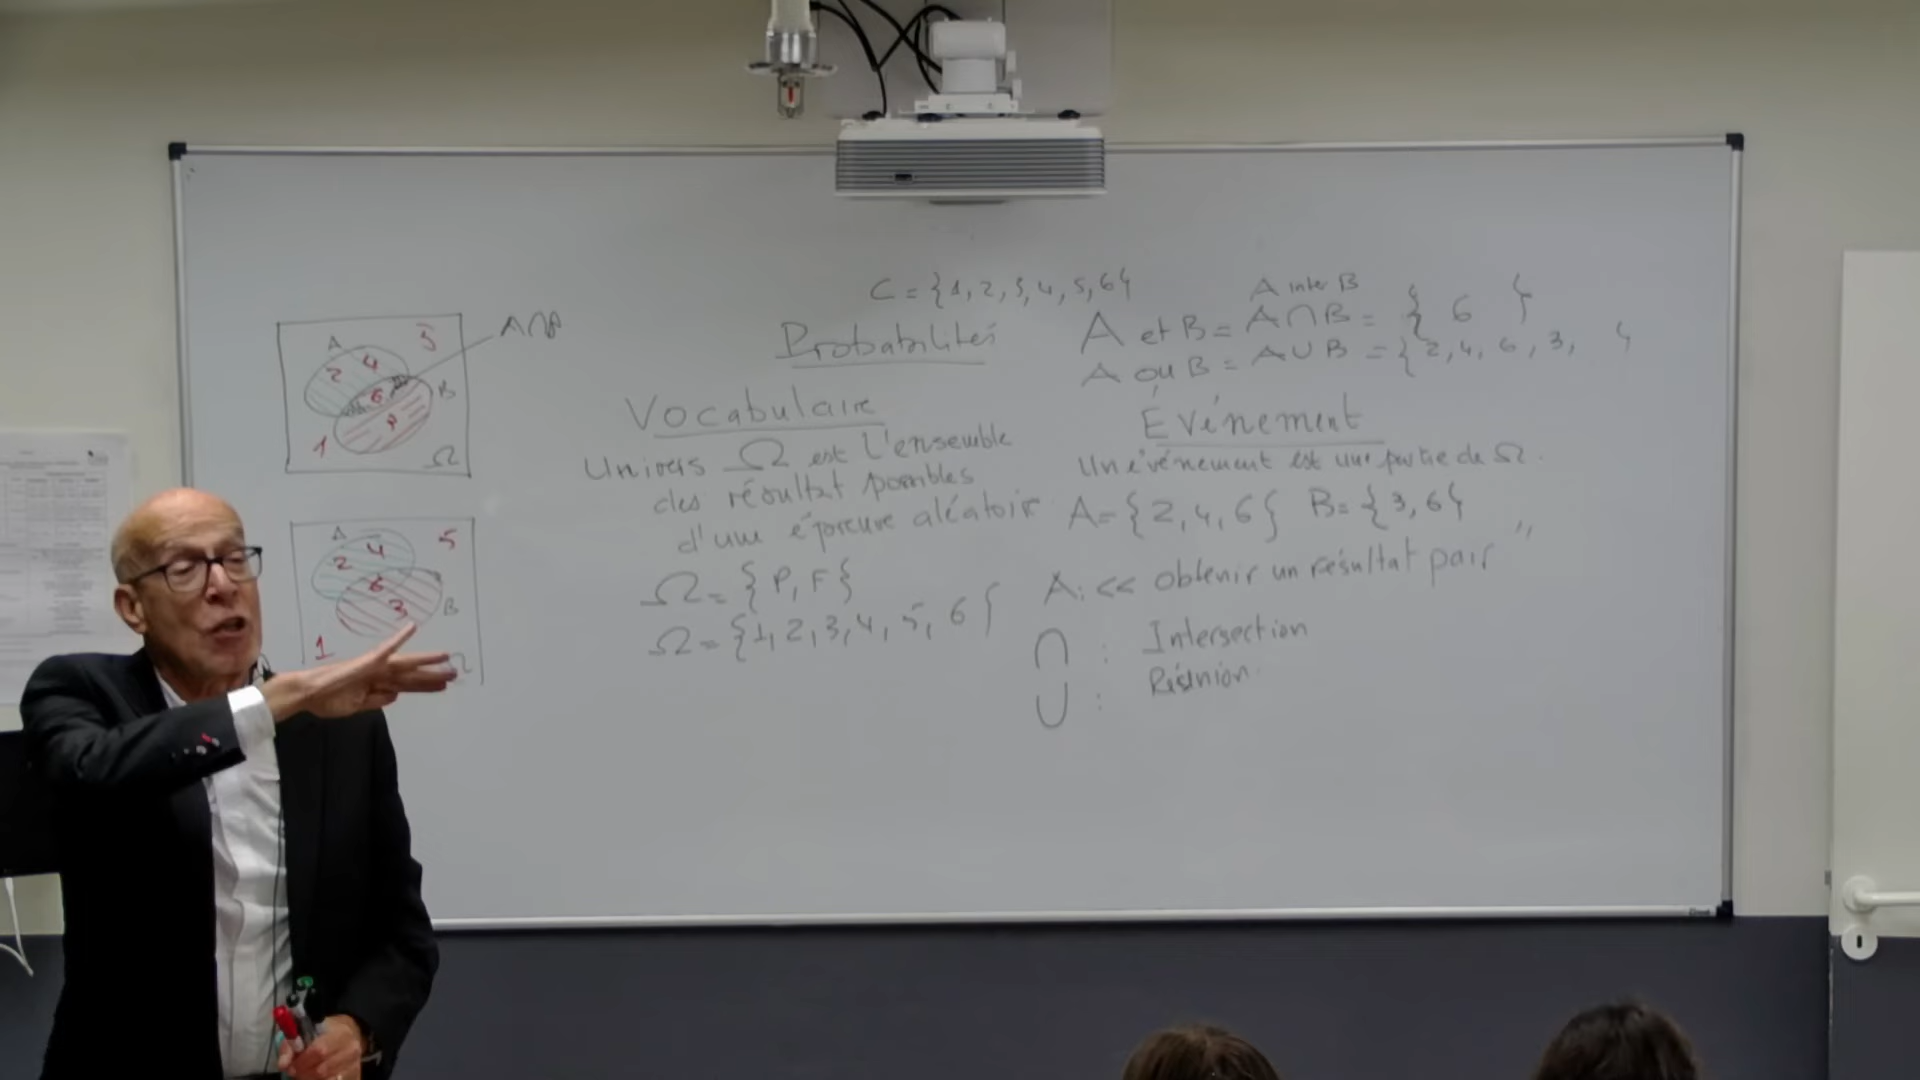 C = {1, 2, 3, 4, 5, 6}
Probabilités
A inter B
A et B = A ∩ B = { 6 }
A ou B = A ∪ B = {2, 4, 6, 3, }
A ∩ B
A
2 4 5
6
B
1
Ω
A
2 4 5
6
3
B
1
Ω
Vocabulaire
Univers Ω est l'ensemble
des résultat possibles
d'une épreuve aléatoire
Ω = {P, F}
Ω = {1, 2, 3, 4, 5, 6}
Événement
Un événement est une partie de Ω.
A = {2, 4, 6} B = {3, 6}
A : << obtenir un résultat pair "
∩ : Intersection
∪ : Réunion.